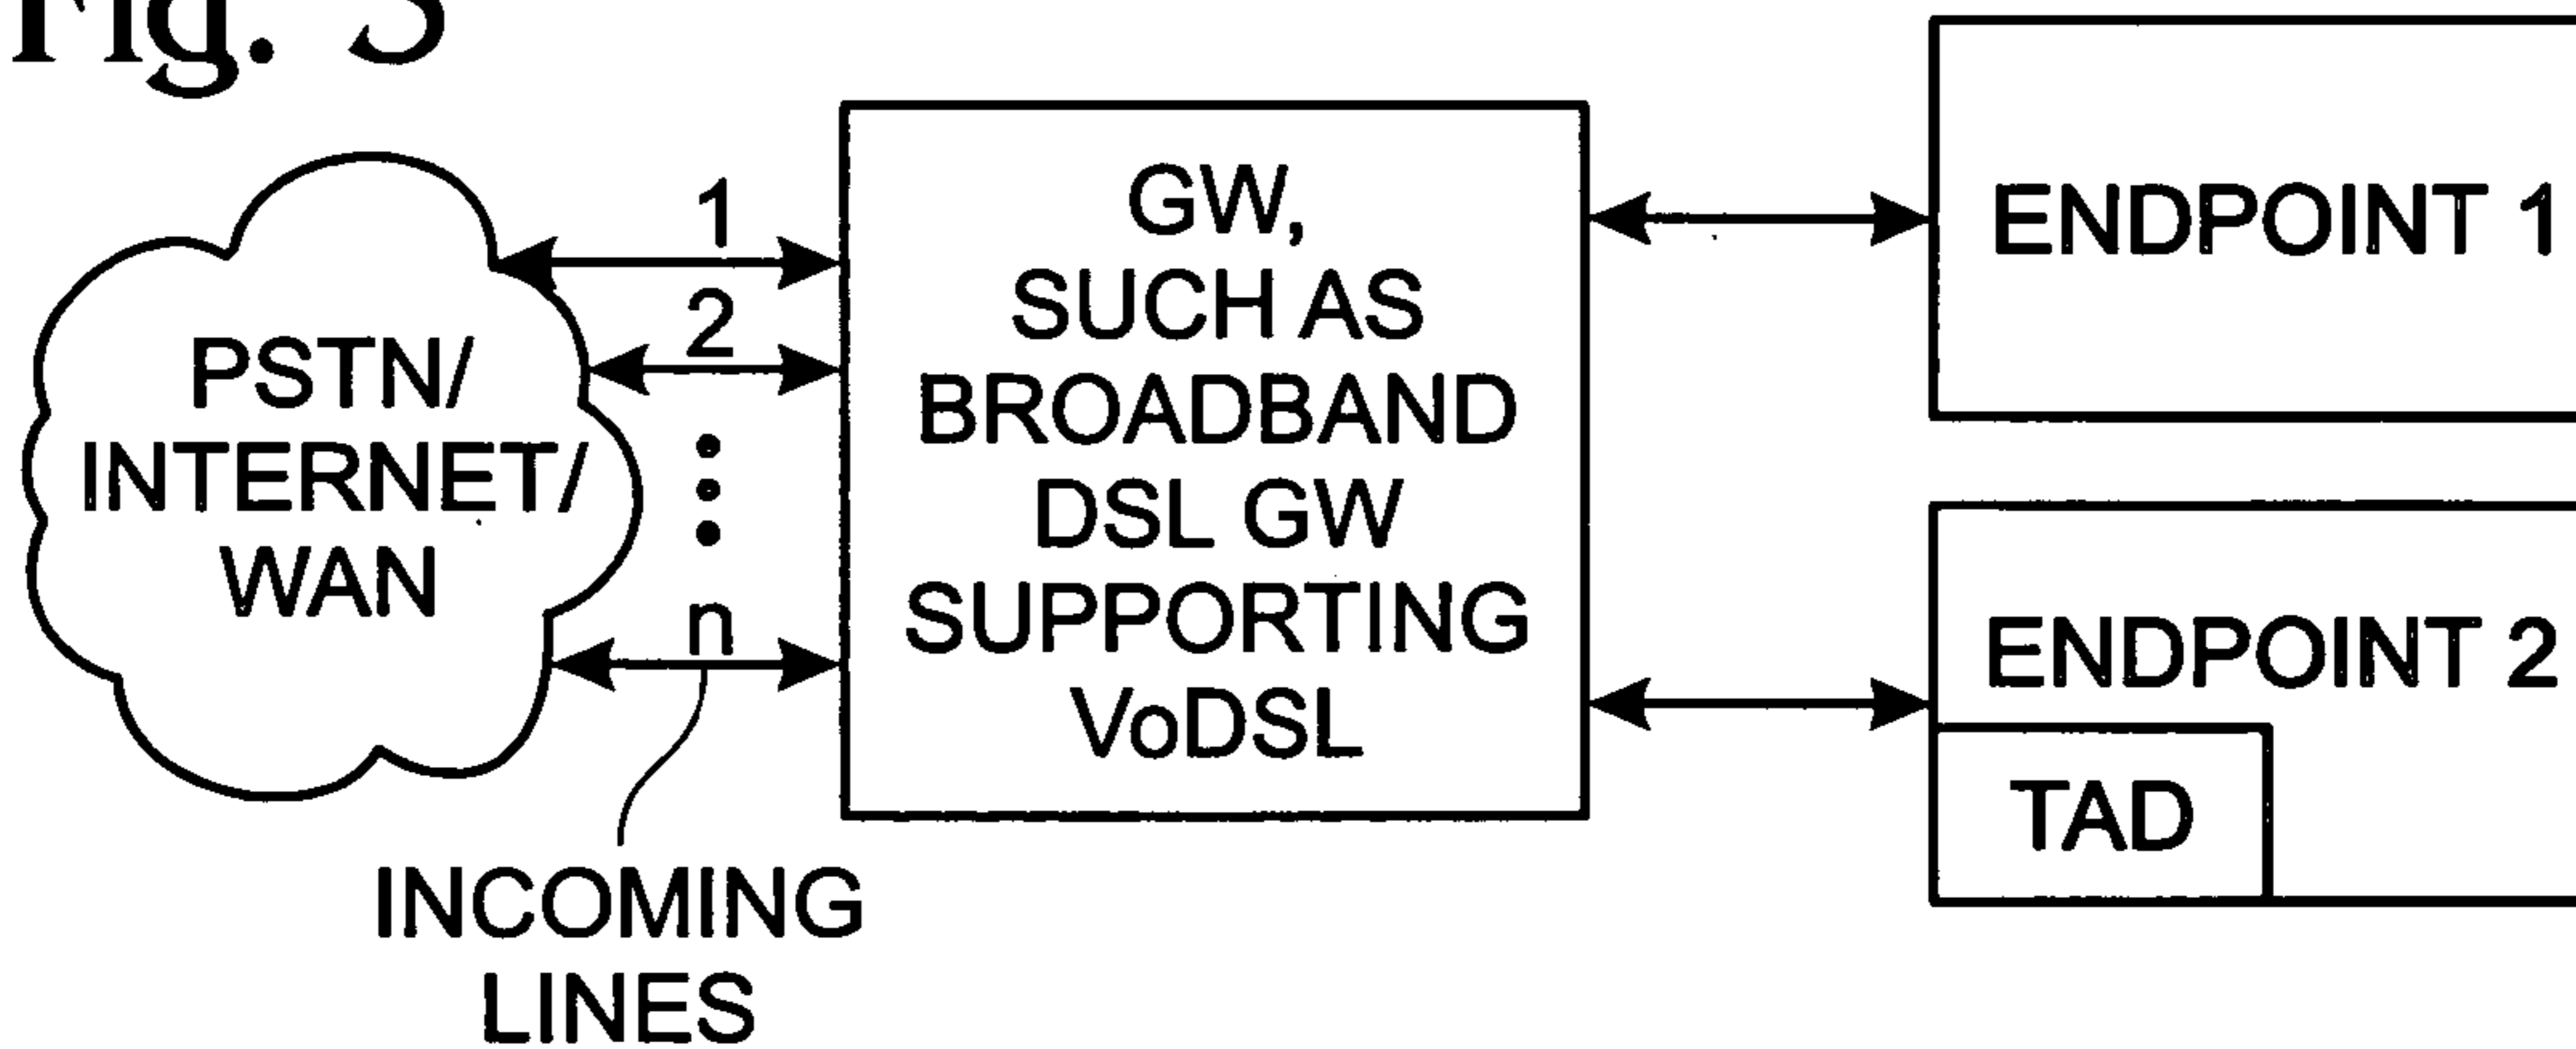 Fig. 3
PSTN/
INTERNET/
WAN
1
2
n
INCOMING
LINES
GW,
SUCH AS
BROADBAND
DSL GW
SUPPORTING
VoDSL
ENDPOINT 1
ENDPOINT 2
TAD